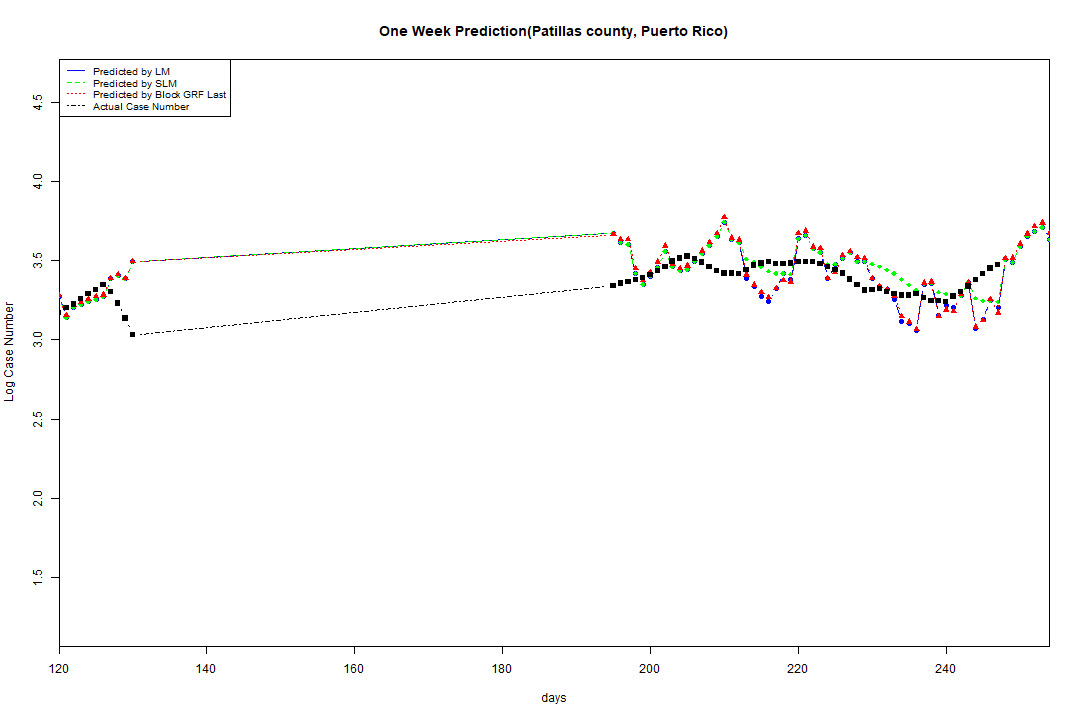 One Week Prediction(Patillas county, Puerto Rico)
Predicted by LM
Predicted by SLM
Predicted by Block GRF Last
Actual Case Number
4.5
4.0
3.5
3.0
2.5
2.0
1.5
Log Case Number
120 140 160 180 200 220 240
days